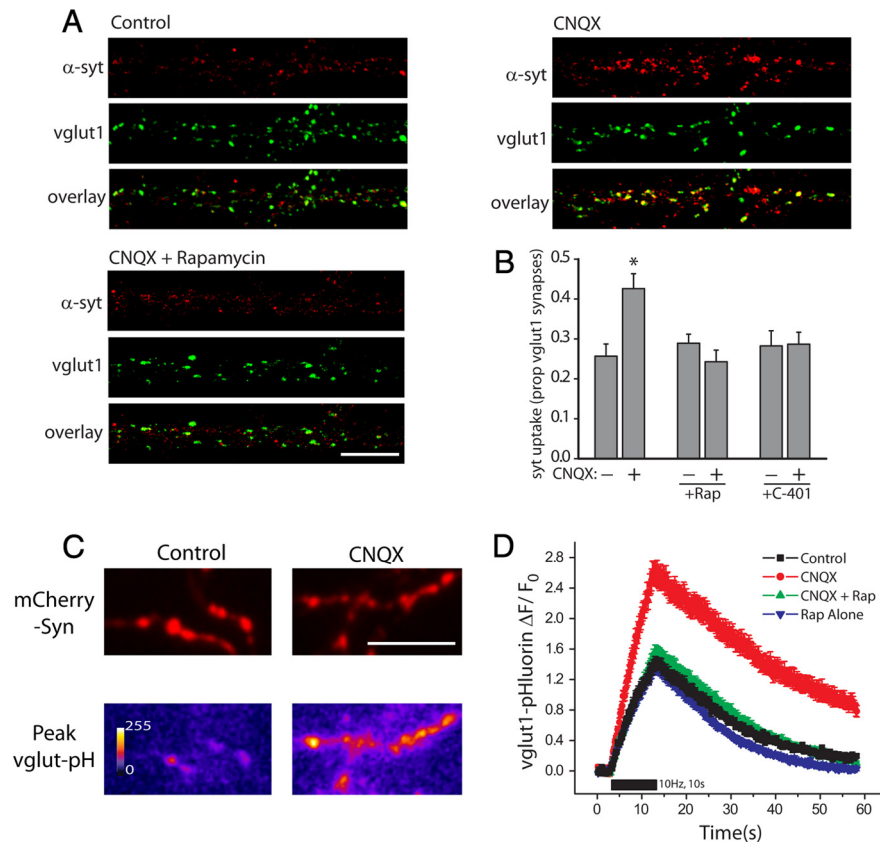 A
Control
α-syt
vglut1
overlay
CNQX
α-syt
vglut1
overlay
CNQX + Rapamycin
α-syt
vglut1
overlay
B
syt uptake (prop vglut1 synapses)
0.5
0.4
0.3
0.2
0.1
0.0
*
CNQX: – + – + – +
+Rap +C-401
C
Control CNQX
mCherry
-Syn
Peak
vglut-pH
255
0
D
vglut1-pHluorin ΔF/ F0
2.8
2.4
2.0
1.6
1.2
0.8
0.4
0.0
Control
CNQX
CNQX + Rap
Rap Alone
10Hz, 10s
0 10 20 30 40 50 60
Time(s)